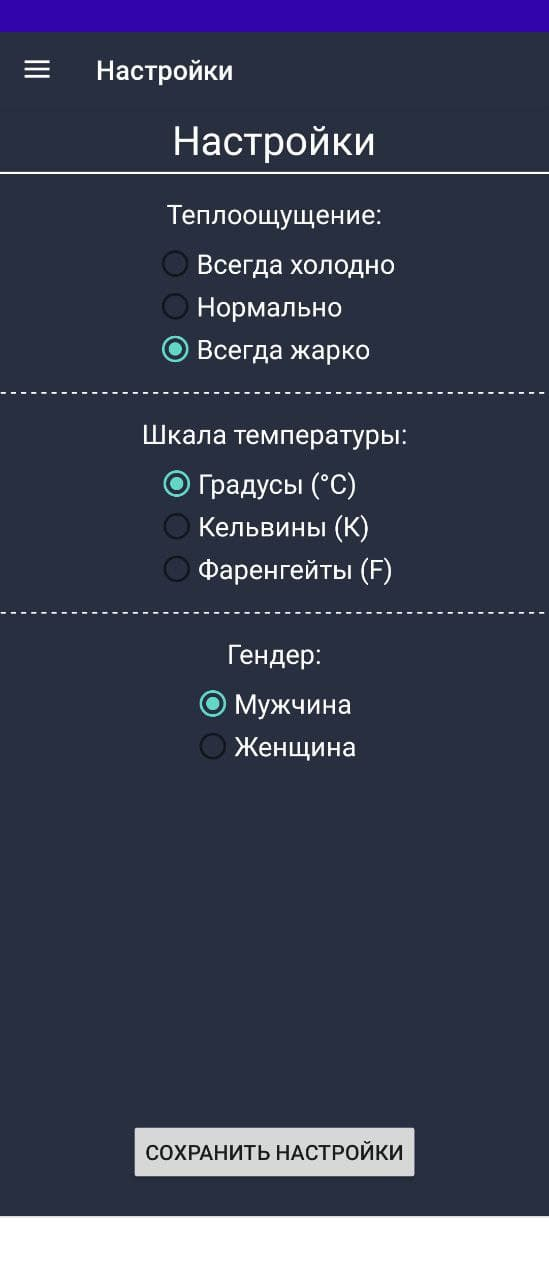 Настройки
Настройки
Теплоощущение:
Всегда холодно
Нормально
Всегда жарко
Шкала температуры:
Градусы (°C)
Кельвины (К)
Фаренгейты (F)
Гендер:
Мужчина
Женщина
СОХРАНИТЬ НАСТРОЙКИ